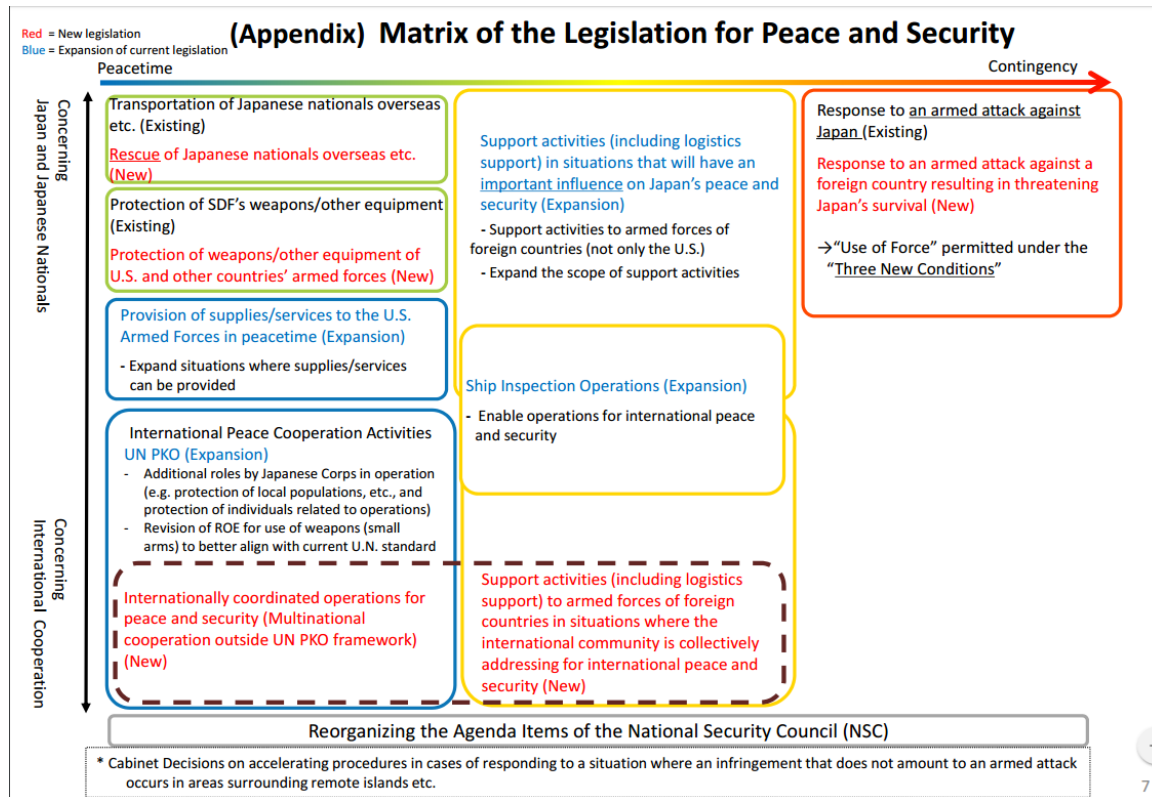 Red = New legislation
Blue = Expansion of current legislation
(Appendix) Matrix of the Legislation for Peace and Security
Peacetime
Contingency
Concerning
Japan and Japanese Nationals
Transportation of Japanese nationals overseas
etc. (Existing)
Rescue of Japanese nationals overseas etc.
(New)
Protection of SDF's weapons/other equipment
(Existing)
Protection of weapons/other equipment of
U.S. and other countries' armed forces (New)
Provision of supplies/services to the U.S.
Armed Forces in peacetime (Expansion)
- Expand situations where supplies/services
can be provided
Support activities (including logistics
support) in situations that will have an
important influence on Japan's peace and
security (Expansion)
- Support activities to armed forces of
foreign countries (not only the U.S.)
- Expand the scope of support activities
Response to an armed attack against
Japan (Existing)
Response to an armed attack against a
foreign country resulting in threatening
Japan's survival (New)
→"Use of Force" permitted under the
"Three New Conditions"
Ship Inspection Operations (Expansion)
- Enable operations for international peace
and security
Concerning
International Cooperation
International Peace Cooperation Activities
UN PKO (Expansion)
- Additional roles by Japanese Corps in operation
(e.g. protection of local populations, etc., and
protection of individuals related to operations)
- Revision of ROE for use of weapons (small
arms) to better align with current U.N. standard
Internationally coordinated operations for
peace and security (Multinational
cooperation outside UN PKO framework)
(New)
Support activities (including logistics
support) to armed forces of foreign
countries in situations where the
international community is collectively
addressing for international peace and
security (New)
Reorganizing the Agenda Items of the National Security Council (NSC)
* Cabinet Decisions on accelerating procedures in cases of responding to a situation where an infringement that does not amount to an armed attack
occurs in areas surrounding remote islands etc.
7